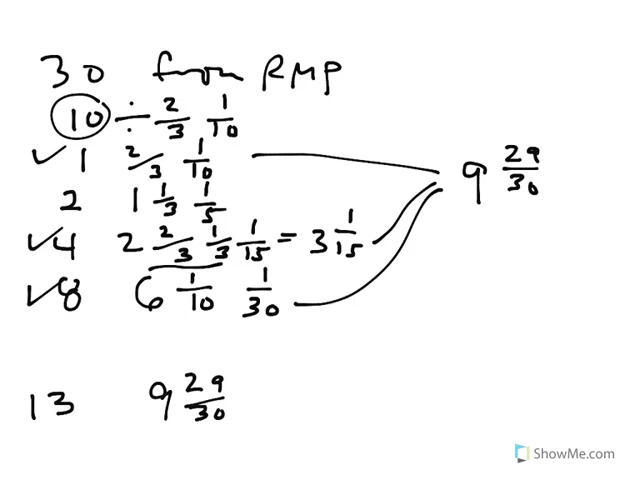 30 from RMP
10 ÷ 2/3 1/10
✓ 1 2/3 1/10
9 29/30
2 1 1/3 1/5
✓ 4 2 2/3 1/3 1/15 = 3 1/15
✓ 8 6 1/10 1/30
13 9 29/30
ShowMe.com